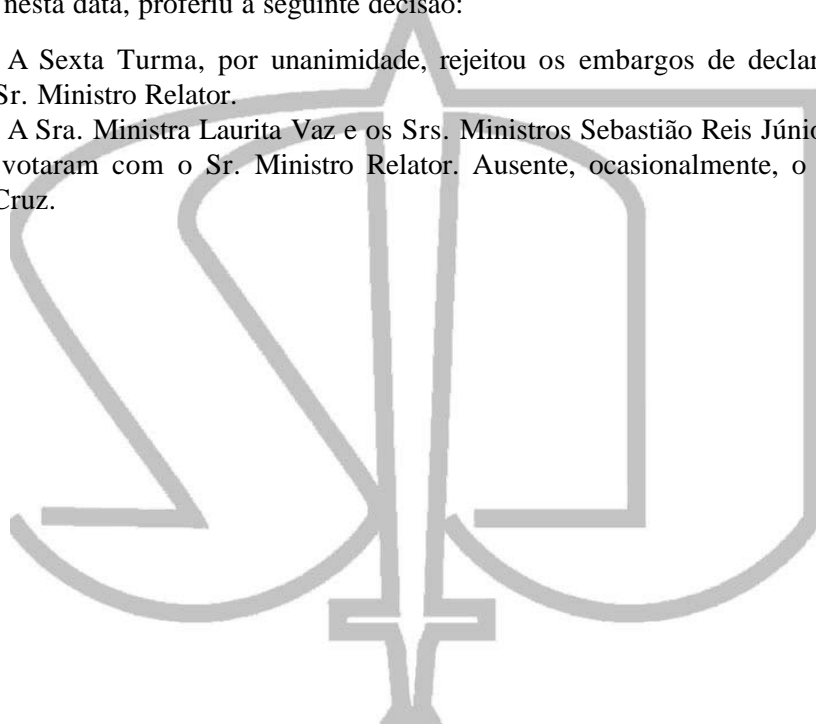 nesta data, proferiu a seguinte decisão:
A Sexta Turma, por unanimidade, rejeitou os embargos de declar
Sr. Ministro Relator.
A Sra. Ministra Laurita Vaz e os Srs. Ministros Sebastião Reis Júnio
votaram com o Sr. Ministro Relator. Ausente, ocasionalmente, o
Cruz.